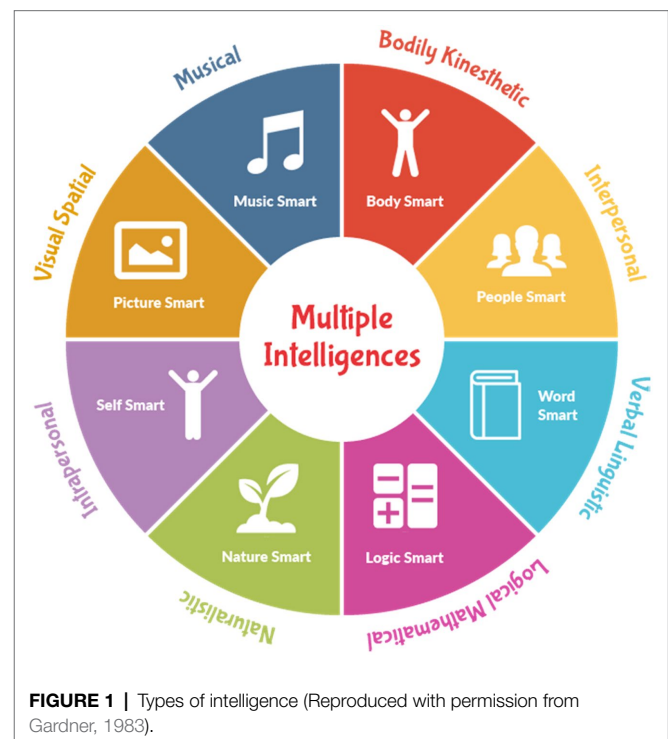 Musical
Bodily Kinesthetic
Music Smart
Body Smart
Visual Spatial
Interpersonal
Picture Smart
People Smart
Multiple
Intelligences
Self Smart
Word
Smart
Intrapersonal
Verbal Linguistic
Nature Smart
Logic Smart
Naturalistic
Logical Mathematical
FIGURE 1 | Types of intelligence (Reproduced with permission from
Gardner, 1983).